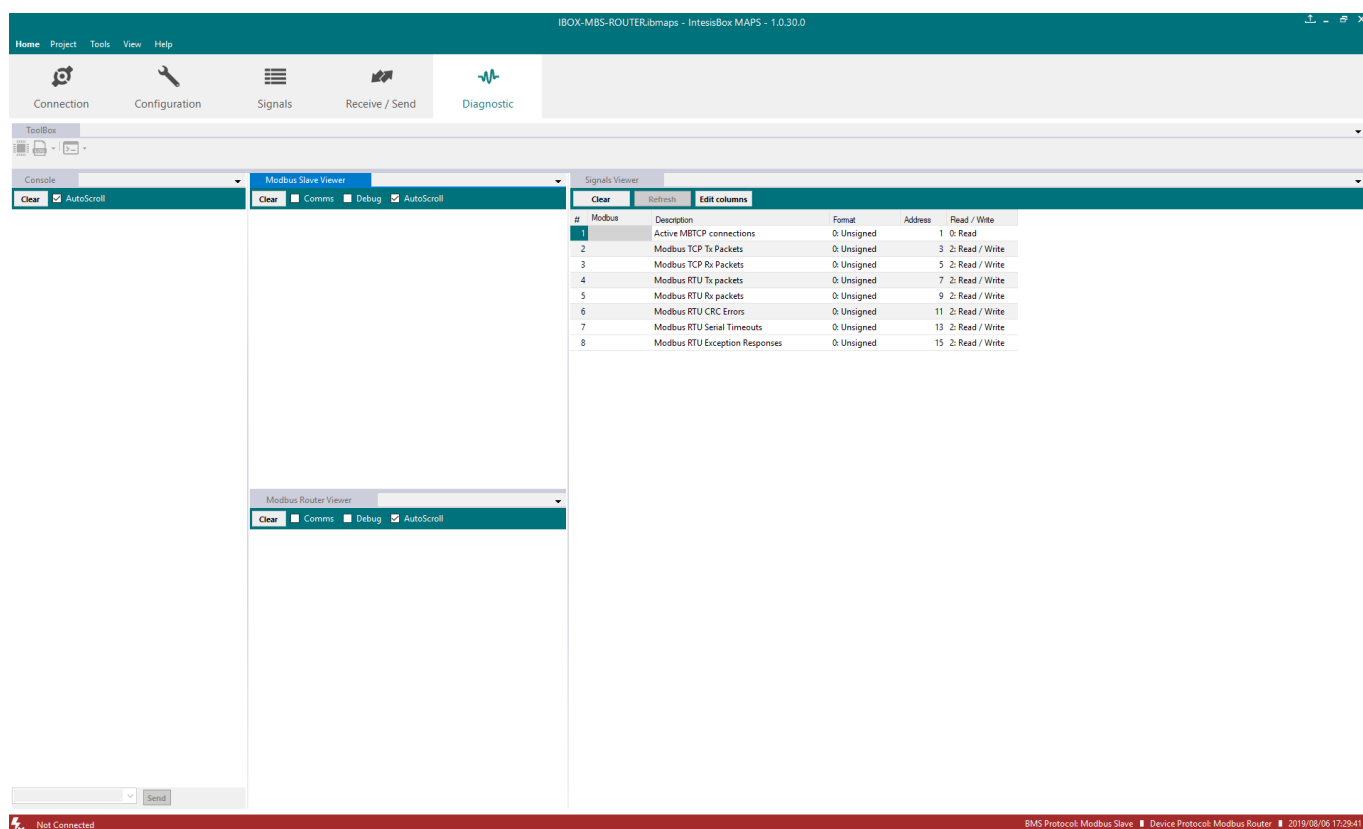 IBOX-MBS-ROUTER.ibmaps - IntesisBox MAPS - 1.0.30.0
Home Project Tools View Help
Connection Configuration Signals Receive / Send Diagnostic
ToolBox
Console Modbus Slave Viewer Signals Viewer
Clear AutoScroll Clear Comms Debug AutoScroll Clear Refresh Edit columns
# Modbus Description Format Address Read / Write
1 Active MBTCP connections 0: Unsigned 1 0: Read
2 Modbus TCP Tx Packets 0: Unsigned 3 2: Read / Write
3 Modbus TCP Rx Packets 0: Unsigned 5 2: Read / Write
4 Modbus RTU Tx packets 0: Unsigned 7 2: Read / Write
5 Modbus RTU Rx packets 0: Unsigned 9 2: Read / Write
6 Modbus RTU CRC Errors 0: Unsigned 11 2: Read / Write
7 Modbus RTU Serial Timeouts 0: Unsigned 13 2: Read / Write
8 Modbus RTU Exception Responses 0: Unsigned 15 2: Read / Write
Modbus Router Viewer
Clear Comms Debug AutoScroll
Send
Not Connected BMS Protocol: Modbus Slave Device Protocol: Modbus Router 2019/08/06 17:29:41